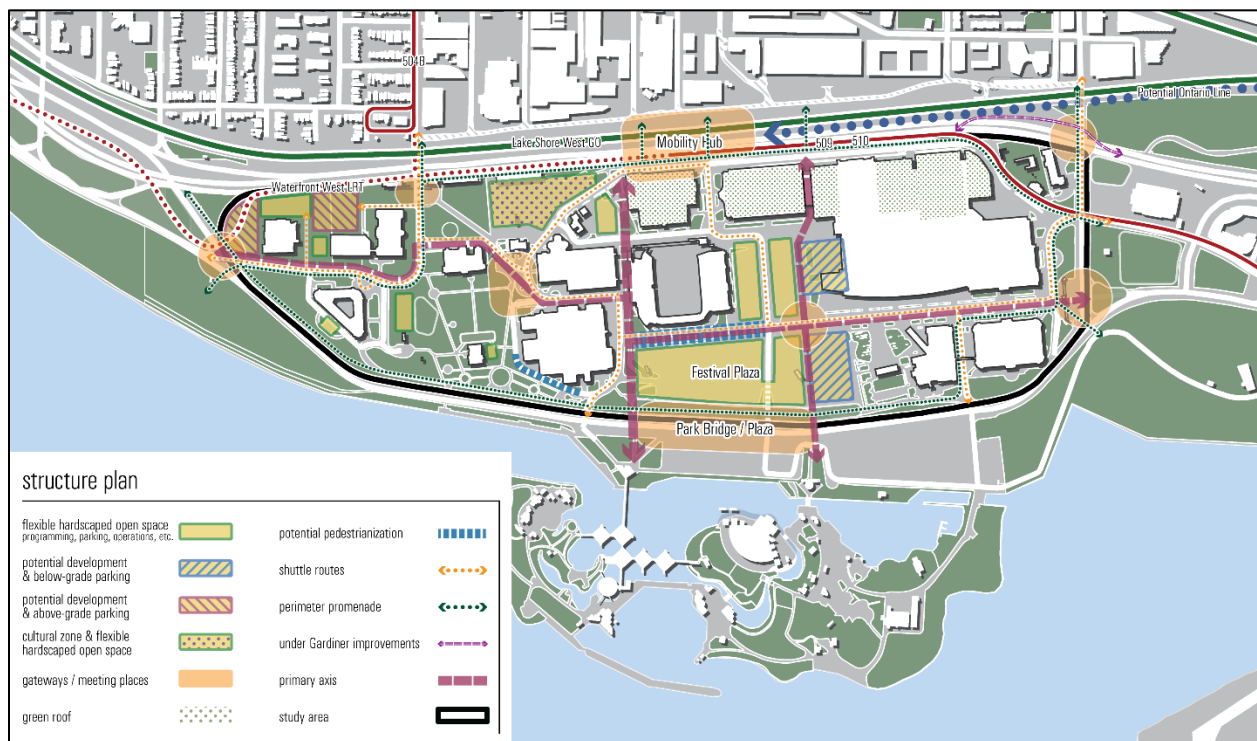 504B
Potential Ontario Line
Lake Shore West GO
Mobility Hub
509
510
Waterfront West LRT
Festival Plaza
Park Bridge / Plaza
structure plan
flexible hardscaped open space
programming, parking, operations, etc.
potential development
& below-grade parking
potential development
& above-grade parking
cultural zone & flexible
hardscaped open space
gateways / meeting places
green roof
potential pedestrianization
shuttle routes
perimeter promenade
under Gardiner improvements
primary axis
study area